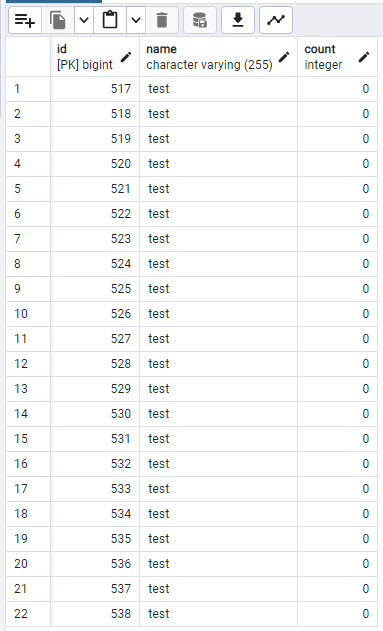 id name count
[PK] bigint character varying (255) integer
1 517 test 0
2 518 test 0
3 519 test 0
4 520 test 0
5 521 test 0
6 522 test 0
7 523 test 0
8 524 test 0
9 525 test 0
10 526 test 0
11 527 test 0
12 528 test 0
13 529 test 0
14 530 test 0
15 531 test 0
16 532 test 0
17 533 test 0
18 534 test 0
19 535 test 0
20 536 test 0
21 537 test 0
22 538 test 0